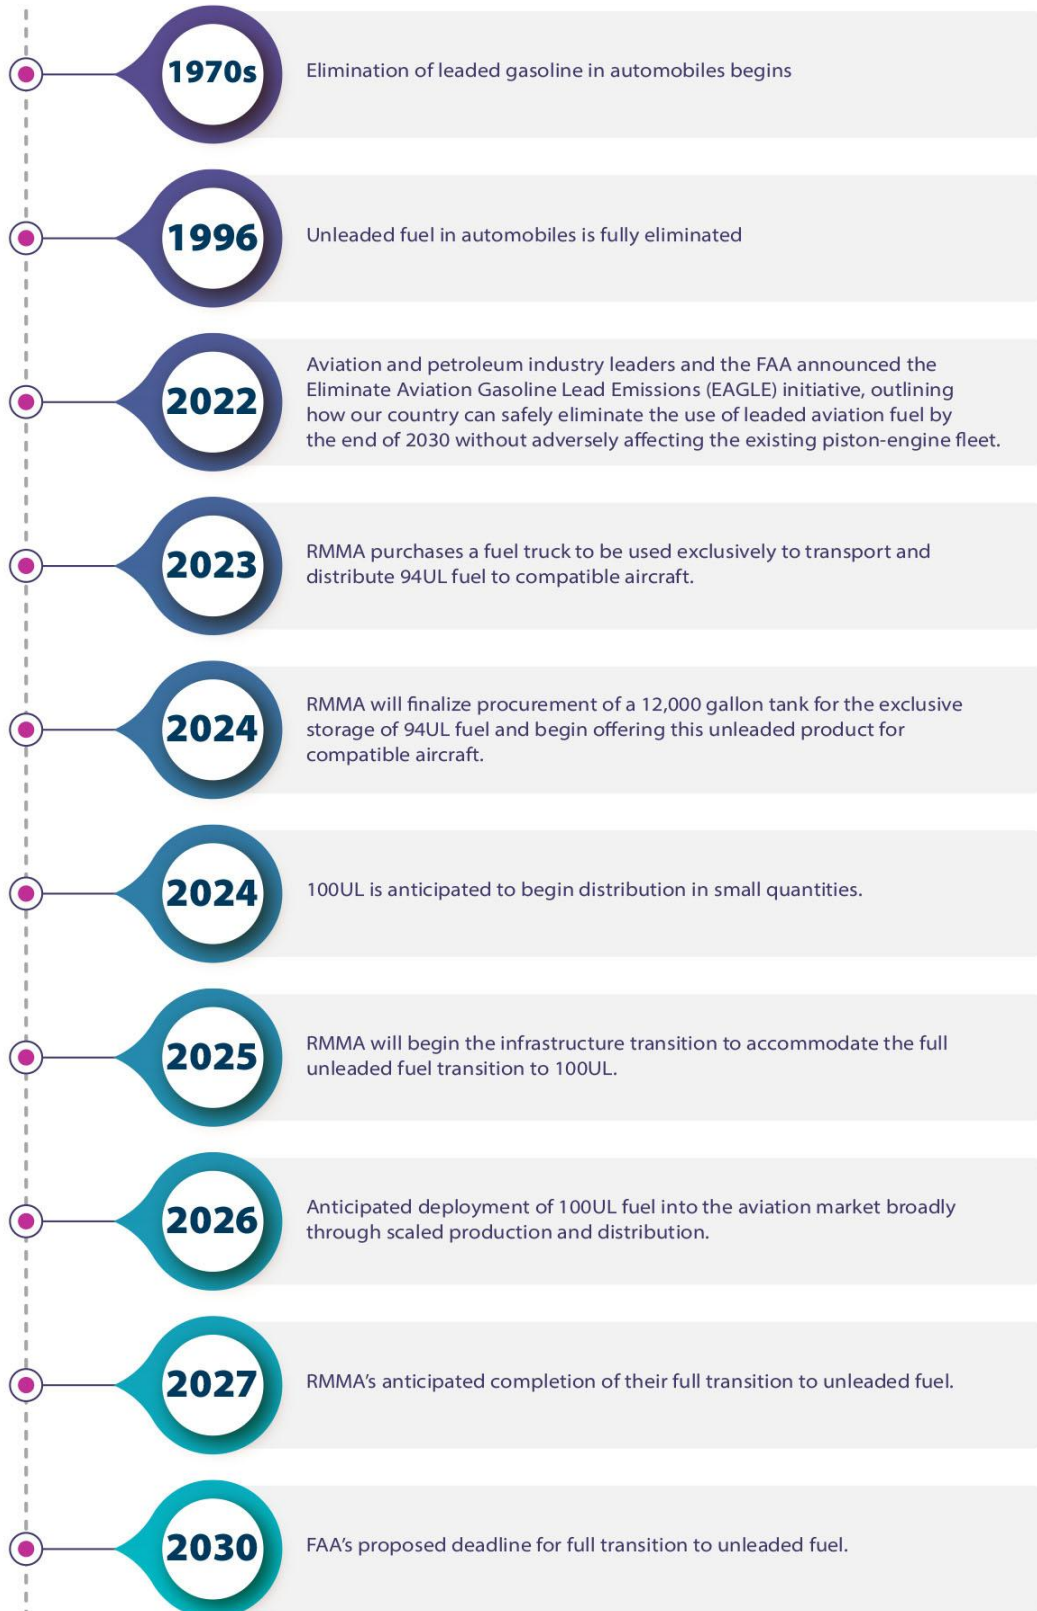 1970s
Elimination of leaded gasoline in automobiles begins
1996
Unleaded fuel in automobiles is fully eliminated
2022
Aviation and petroleum industry leaders and the FAA announced the
Eliminate Aviation Gasoline Lead Emissions (EAGLE) initiative, outlining
how our country can safely eliminate the use of leaded aviation fuel by
the end of 2030 without adversely affecting the existing piston-engine fleet.
2023
RMMA purchases a fuel truck to be used exclusively to transport and
distribute 94UL fuel to compatible aircraft.
2024
RMMA will finalize procurement of a 12,000 gallon tank for the exclusive
storage of 94UL fuel and begin offering this unleaded product for
compatible aircraft.
2024
100UL is anticipated to begin distribution in small quantities.
2025
RMMA will begin the infrastructure transition to accommodate the full
unleaded fuel transition to 100UL.
2026
Anticipated deployment of 100UL fuel into the aviation market broadly
through scaled production and distribution.
2027
RMMA’s anticipated completion of their full transition to unleaded fuel.
2030
FAA’s proposed deadline for full transition to unleaded fuel.